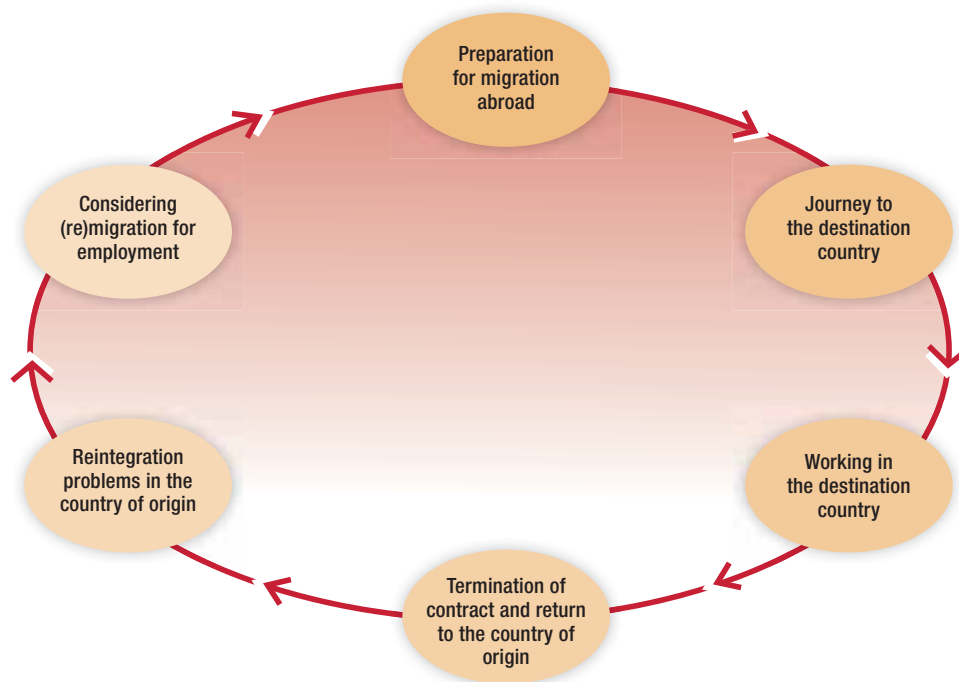 Preparation
for migration
abroad
Journey to
the destination
country
Working in
the destination
country
Termination of
contract and return
to the country of
origin
Reintegration
problems in the
country of origin
Considering
(re)migration for
employment